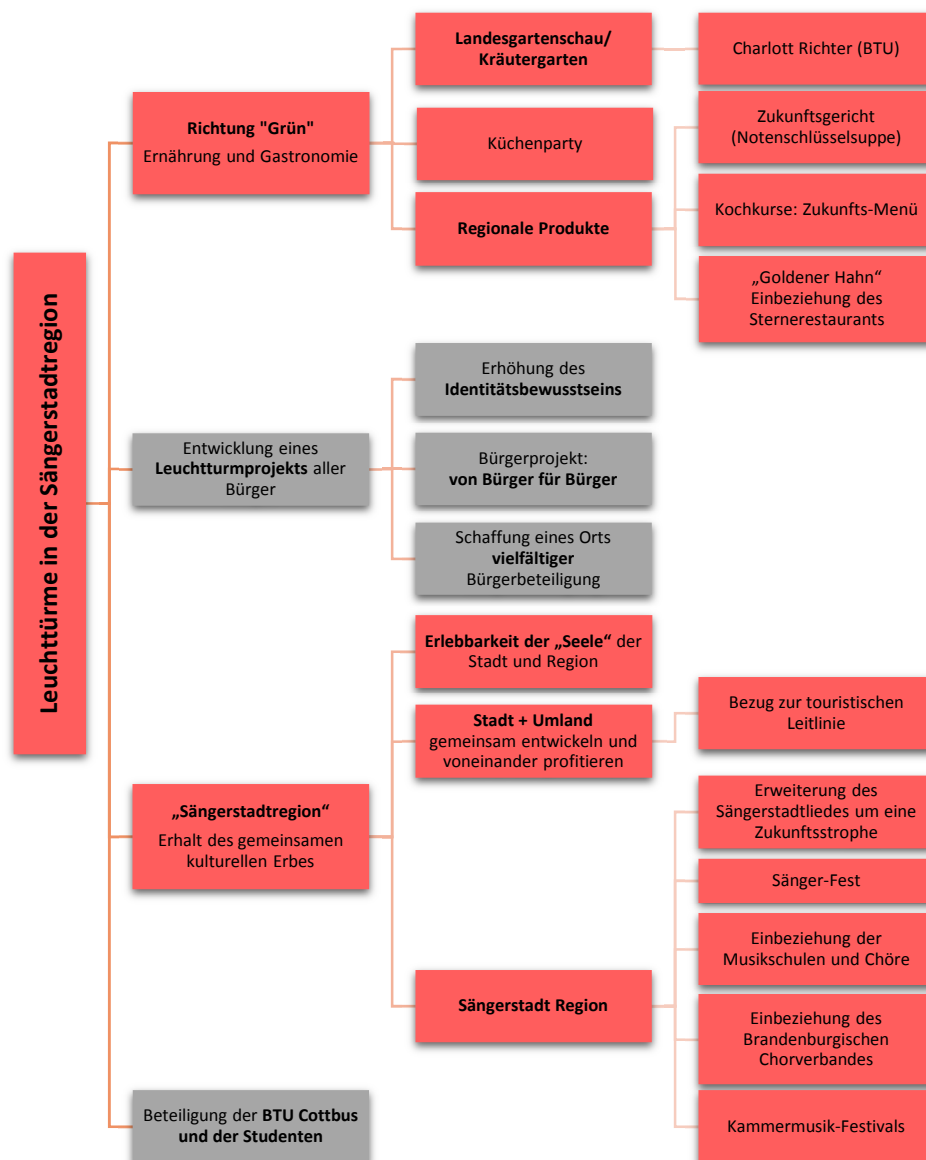 Leuchttürme in der Sängerstadtregion
Richtung "Grün"
Ernährung und Gastronomie
Landesgartenschau/
Kräutergarten
Charlott Richter (BTU)
Küchenparty
Regionale Produkte
Zukunftsgericht
(Notenschlüsselsuppe)
Kochkurse: Zukunfts-Menü
„Goldener Hahn“
Einbeziehung des
Sternerestaurants
Entwicklung eines
Leuchtturmprojekts aller
Bürger
Erhöhung des
Identitätsbewusstseins
Bürgerprojekt:
von Bürger für Bürger
Schaffung eines Orts
vielfältiger
Bürgerbeteiligung
„Sängerstadtregion“
Erhalt des gemeinsamen
kulturellen Erbes
Erlebbarkeit der „Seele“ der
Stadt und Region
Stadt + Umland
gemeinsam entwickeln und
voneinander profitieren
Bezug zur touristischen
Leitlinie
Sängerstadt Region
Erweiterung des
Sängerstadtliedes um eine
Zukunftsstrophe
Sänger-Fest
Einbeziehung der
Musikschulen und Chöre
Einbeziehung des
Brandenburgischen
Chorverbandes
Kammermusik-Festivals
Beteiligung der BTU Cottbus
und der Studenten